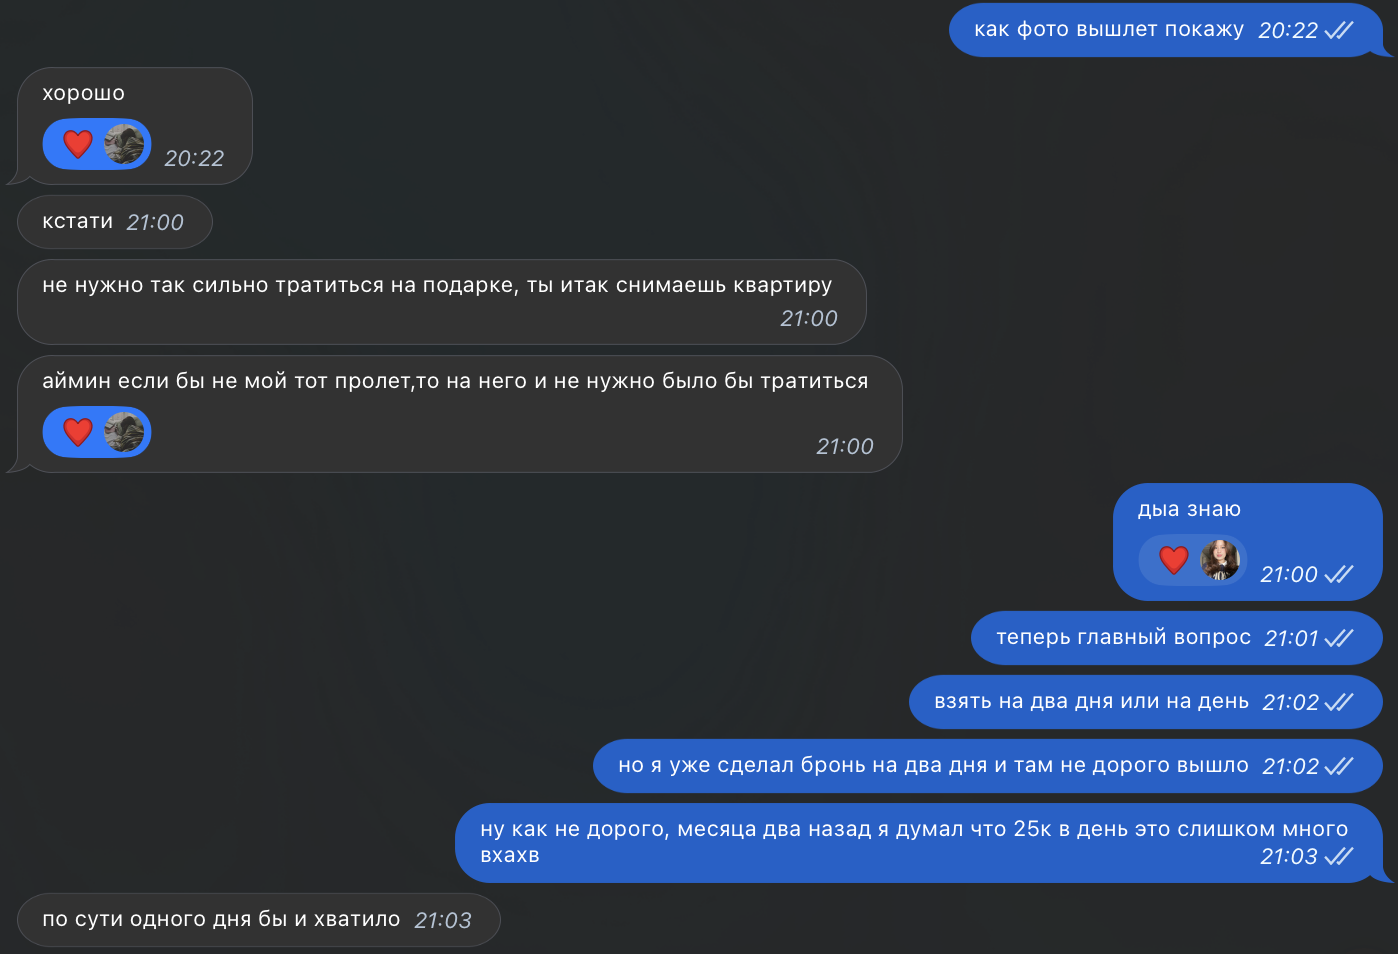 как фото вышлет покажу 20:22
хорошо
20:22
кстати 21:00
не нужно так сильно тратиться на подарке, ты итак снимаешь квартиру
21:00
аймин если бы не мой тот пролет,то на него и не нужно было бы тратиться
21:00
дыа знаю
21:00
теперь главный вопрос 21:01
взять на два дня или на день 21:02
но я уже сделал бронь на два дня и там не дорого вышло 21:02
ну как не дорого, месяца два назад я думал что 25к в день это слишком много
вхахв 21:03
по сути одного дня бы и хватило 21:03